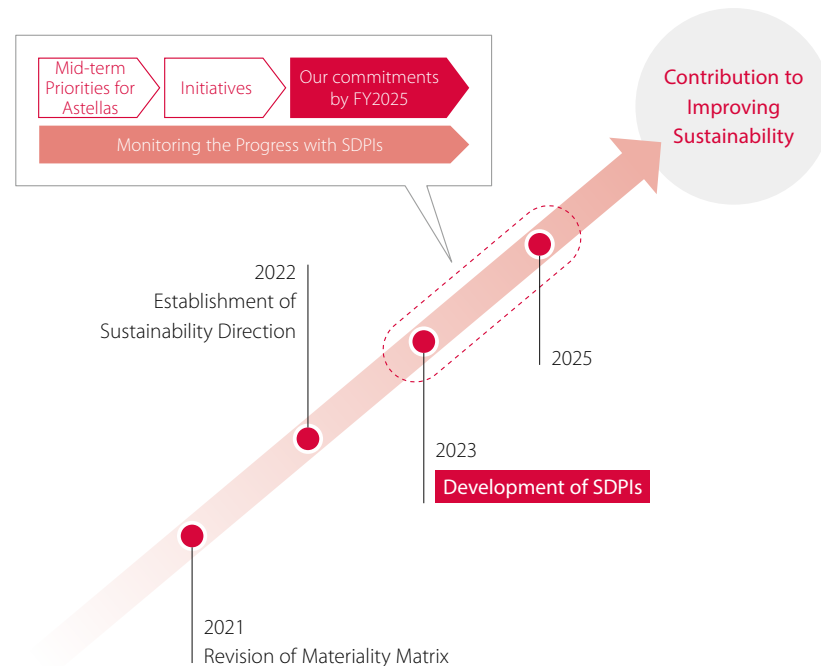 Mid-term
Priorities for
Astellas
Initiatives
Our commitments
by FY2025
Monitoring the Progress with SDPIs
Contribution to
Improving
Sustainability
2022
Establishment of
Sustainability Direction
2025
2023
Development of SDPIs
2021
Revision of Materiality Matrix